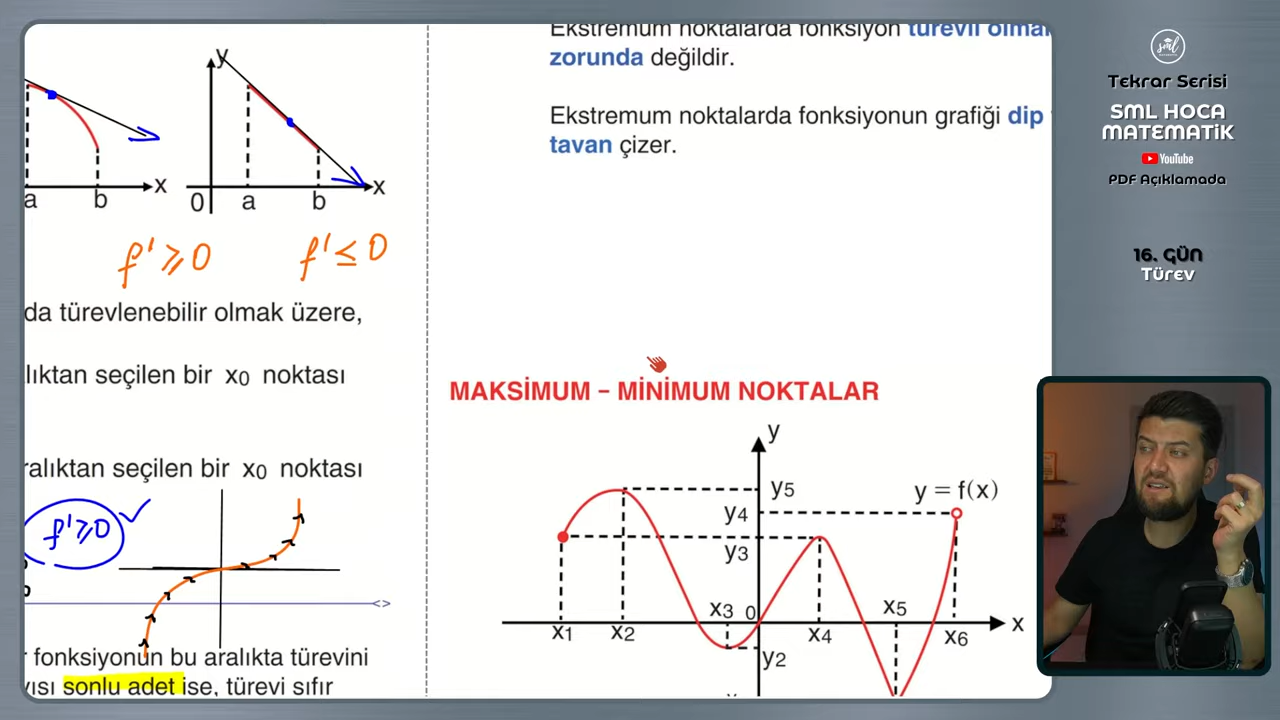 y
x
a
b
0
a
b
x
f' ⩾ 0
f' ≤ 0
da türevlenebilir olmak üzere,
lıktan seçilen bir x0 noktası
ralıktan seçilen bir x0 noktası
f' ⩾ 0
fonksiyonun bu aralıkta türevini
yısı sonlu adet ise, türevi sıfır
Ekstremum noktalarda fonksiyon türevli olma
zorunda değildir.
Ekstremum noktalarda fonksiyonun grafiği dip
tavan çizer.
MAKSİMUM – MİNİMUM NOKTALAR
y
y5
y = f(x)
y4
y3
x3
0
x5
x
x1
x2
x4
x6
y2
sml
Tekrar Serisi
SML HOCA
MATEMATİK
YouTube
PDF Açıklamada
16. GÜN
Türev